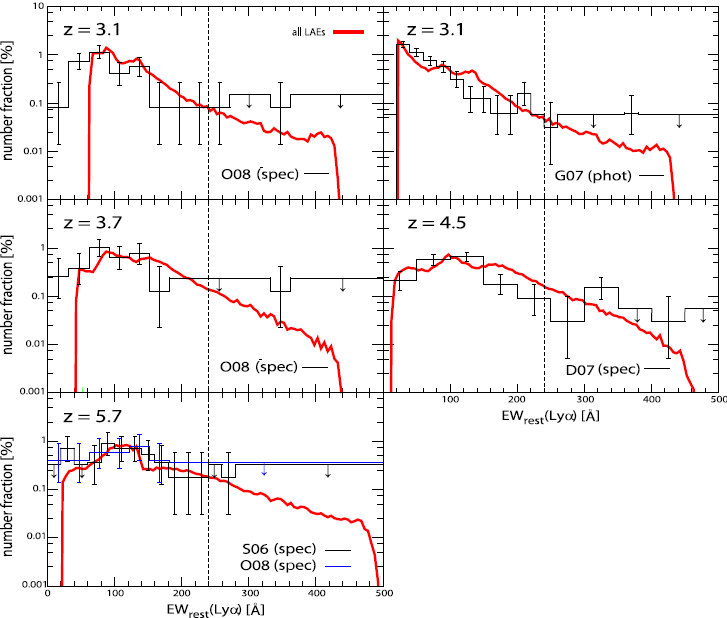 10
1
0.1
0.01
0.001
number fraction [%]
z = 3.1
all LAEs
O08 (spec)
z = 3.1
G07 (phot)
1
0.1
0.01
0.001
number fraction [%]
z = 3.7
O08 (spec)
z = 4.5
D07 (spec)
100 200 300 400 500
EWrest(Lyα) [Å]
1
0.1
0.01
0.001
number fraction [%]
z = 5.7
S06 (spec)
O08 (spec)
0 100 200 300 400 500
EWrest(Lyα) [Å]